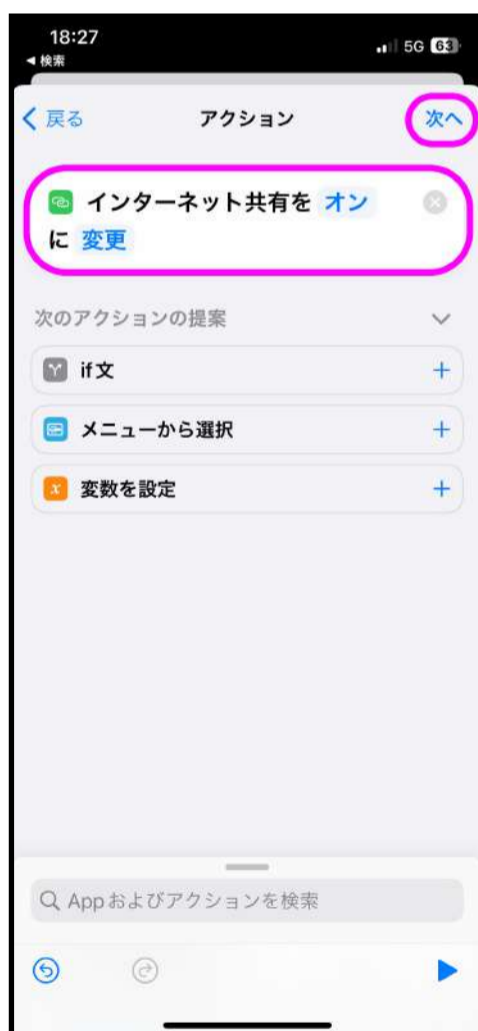 18:27
5G 63
◀検索
戻る
アクション
次へ
インターネット共有を オン
に 変更
次のアクションの提案
if文
メニューから選択
x 変数を設定
Appおよびアクションを検索